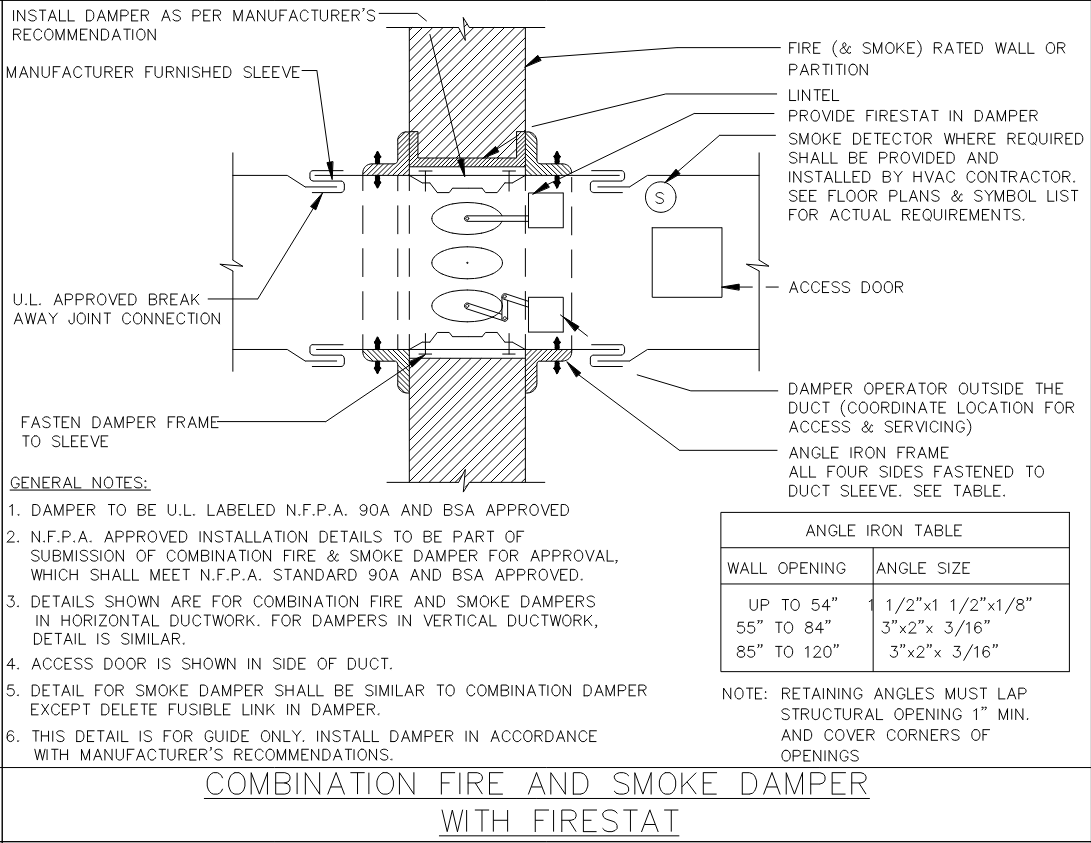 INSTALL DAMPER AS PER MANUFACTURER'S
RECOMMENDATION
MANUFACTURER FURNISHED SLEEVE
U.L. APPROVED BREAK
AWAY JOINT CONNECTION
FASTEN DAMPER FRAME
TO SLEEVE
FIRE (& SMOKE) RATED WALL OR
PARTITION
LINTEL
PROVIDE FIRESTAT IN DAMPER
SMOKE DETECTOR WHERE REQUIRED
SHALL BE PROVIDED AND
INSTALLED BY HVAC CONTRACTOR.
SEE FLOOR PLANS & SYMBOL LIST
FOR ACTUAL REQUIREMENTS.
S
ACCESS DOOR
DAMPER OPERATOR OUTSIDE THE
DUCT (COORDINATE LOCATION FOR
ACCESS & SERVICING)
ANGLE IRON FRAME
ALL FOUR SIDES FASTENED TO
DUCT SLEEVE. SEE TABLE.
GENERAL NOTES:
1. DAMPER TO BE U.L. LABELED N.F.P.A. 90A AND BSA APPROVED
2. N.F.P.A. APPROVED INSTALLATION DETAILS TO BE PART OF
SUBMISSION OF COMBINATION FIRE & SMOKE DAMPER FOR APPROVAL,
WHICH SHALL MEET N.F.P.A. STANDARD 90A AND BSA APPROVED.
3. DETAILS SHOWN ARE FOR COMBINATION FIRE AND SMOKE DAMPERS
IN HORIZONTAL DUCTWORK. FOR DAMPERS IN VERTICAL DUCTWORK,
DETAIL IS SIMILAR.
4. ACCESS DOOR IS SHOWN IN SIDE OF DUCT.
5. DETAIL FOR SMOKE DAMPER SHALL BE SIMILAR TO COMBINATION DAMPER
EXCEPT DELETE FUSIBLE LINK IN DAMPER.
6. THIS DETAIL IS FOR GUIDE ONLY. INSTALL DAMPER IN ACCORDANCE
WITH MANUFACTURER'S RECOMMENDATIONS.
ANGLE IRON TABLE
WALL OPENING ANGLE SIZE
UP TO 54" 1 1/2"x1 1/2"x1/8"
55" TO 84" 3"x2"x 3/16"
85" TO 120" 3"x2"x 3/16"
NOTE: RETAINING ANGLES MUST LAP
STRUCTURAL OPENING 1" MIN.
AND COVER CORNERS OF
OPENINGS
COMBINATION FIRE AND SMOKE DAMPER
WITH FIRESTAT